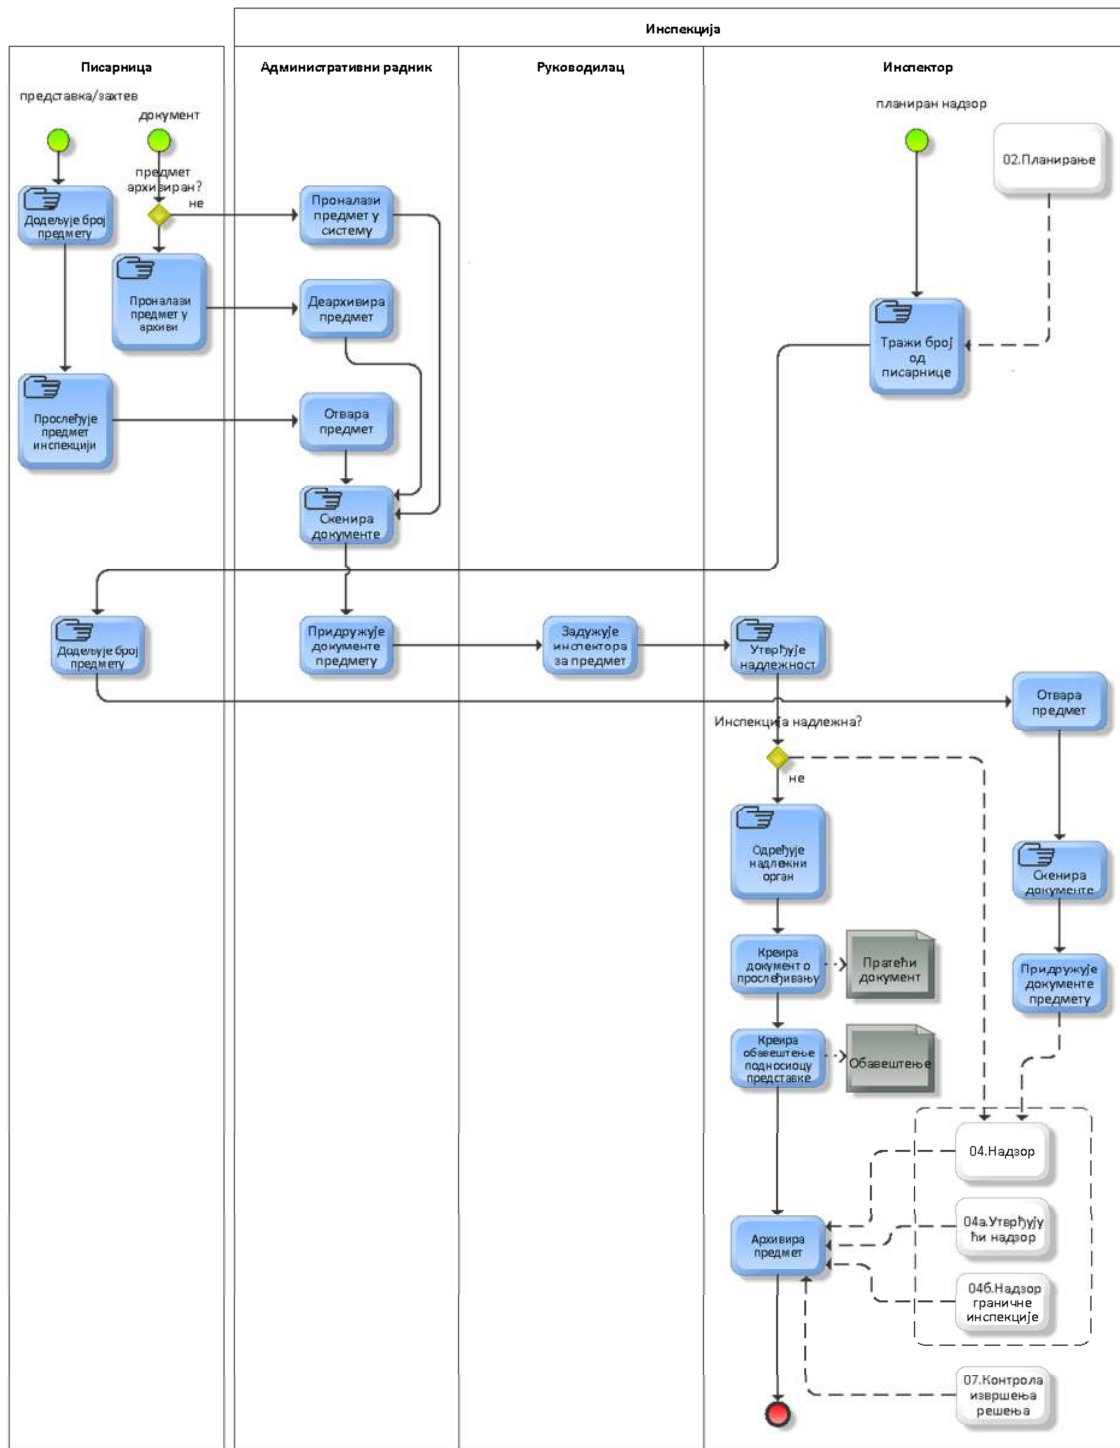 Инспекција
Писарница
Административни радник
Руководилац
Инспектор
представка/захтев
документ
планиран надзор
предмет
архивиран?
не
02.Планирање
Додељује број
предмету
Проналази
предмет у
систему
Проналази
предмет у
архиви
Деархивира
предмет
Тражи број
од
писарнице
Прослеђује
предмет
инспекцији
Отвара
предмет
Скенира
документе
Додељује број
предмету
Придружује
документе
предмету
Задужује
инспектора
за предмет
Утврђује
надлежност
Отвара
предмет
Инспекција надлежна?
не
Одређује
надлежни
орган
Скенира
документе
Креира
документ о
прослеђивању
Пратећи
документ
Придружује
документе
предмету
Креира
обавештење
подносиоцу
представке
Обавештење
04.Надзор
Архивира
предмет
04а.Утврђују
ћи надзор
04б.Надзор
граничне
инспекције
07.Контрола
извршења
решења